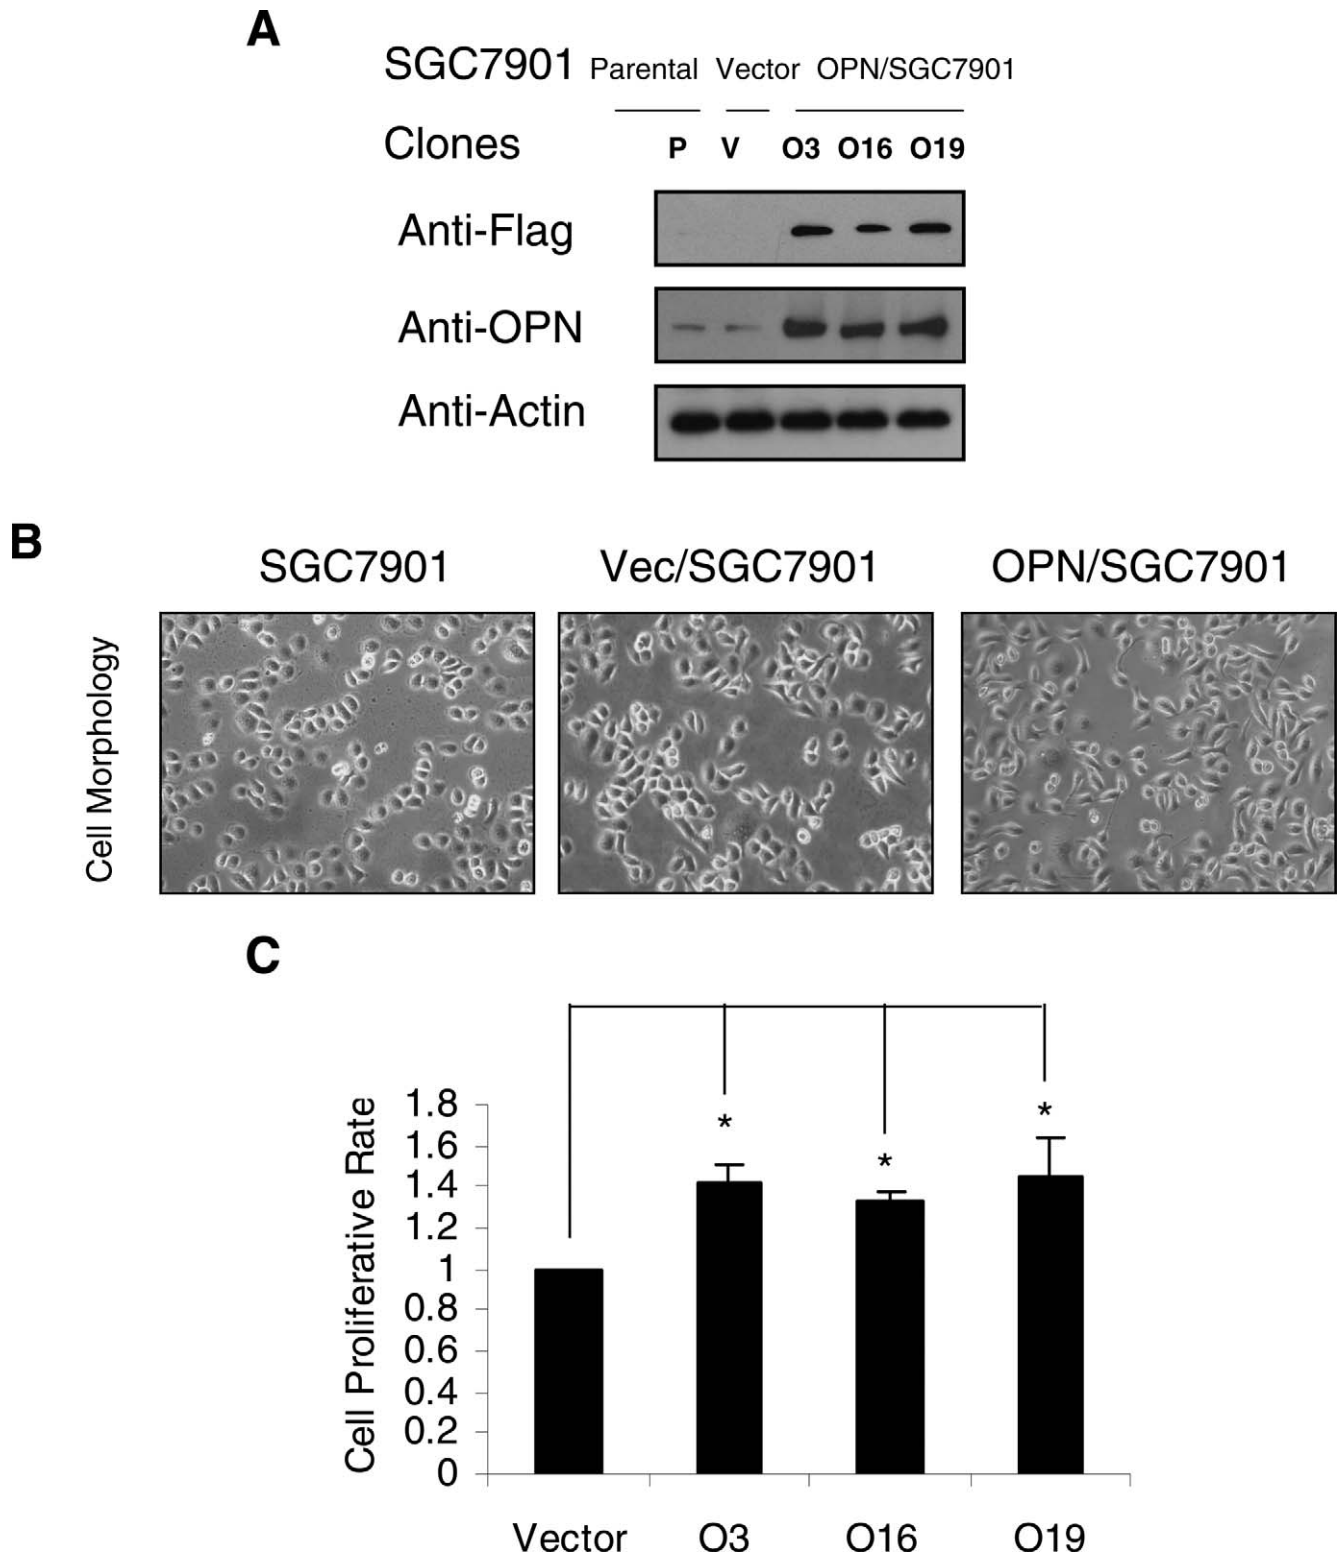 A
SGC7901 Parental Vector OPN/SGC7901
Clones P V O3 O16 O19
Anti-Flag
Anti-OPN
Anti-Actin
B
SGC7901 Vec/SGC7901 OPN/SGC7901
Cell Morphology
C
Cell Proliferative Rate
1.8
1.6
1.4
1.2
1
0.8
0.6
0.4
0.2
0
* * *
Vector O3 O16 O19